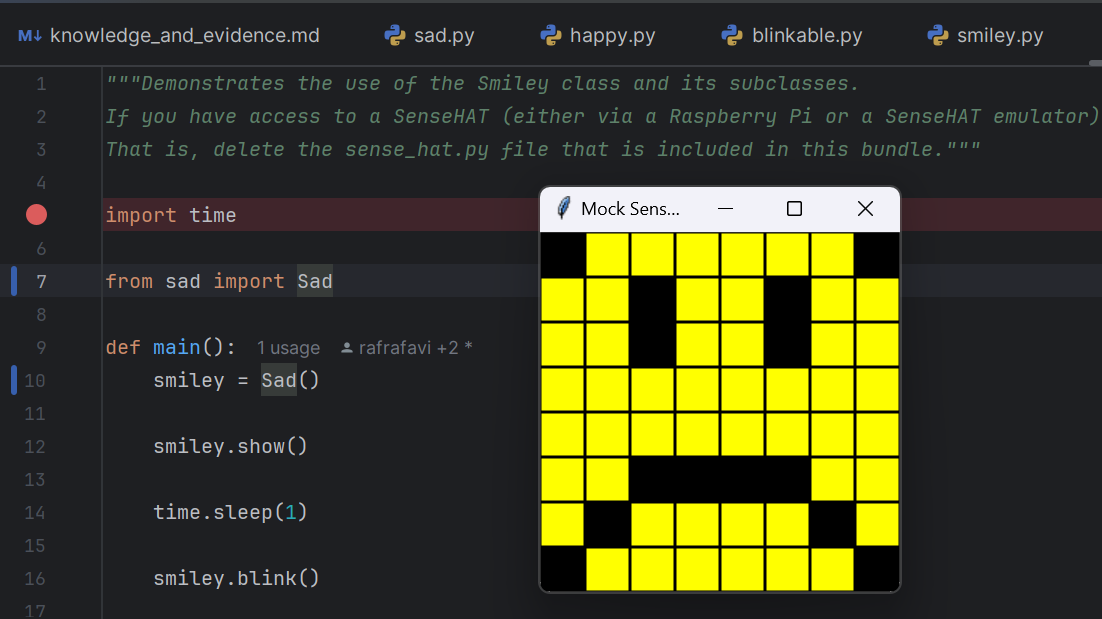 M↓ knowledge_and_evidence.md sad.py happy.py blinkable.py smiley.py
1 """Demonstrates the use of the Smiley class and its subclasses.
2 If you have access to a SenseHAT (either via a Raspberry Pi or a SenseHAT emulator)
3 That is, delete the sense_hat.py file that is included in this bundle."""
4
import time
Mock Sens...
6
7 from sad import Sad
8
9 def main(): 1 usage rafrafavi +2 *
10 smiley = Sad()
11
12 smiley.show()
13
14 time.sleep(1)
15
16 smiley.blink()
17